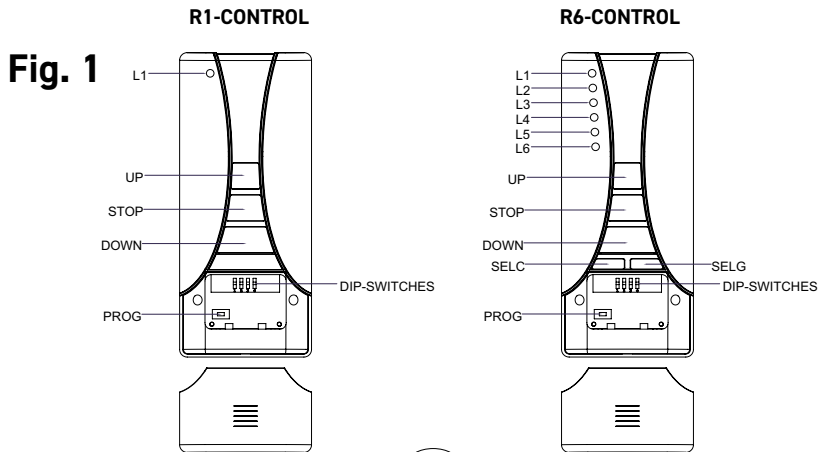 R1-CONTROL
R6-CONTROL
Fig. 1
L1
UP
STOP
DOWN
DIP-SWITCHES
PROG
L1
L2
L3
L4
L5
L6
UP
STOP
DOWN
SELC
SELG
DIP-SWITCHES
PROG